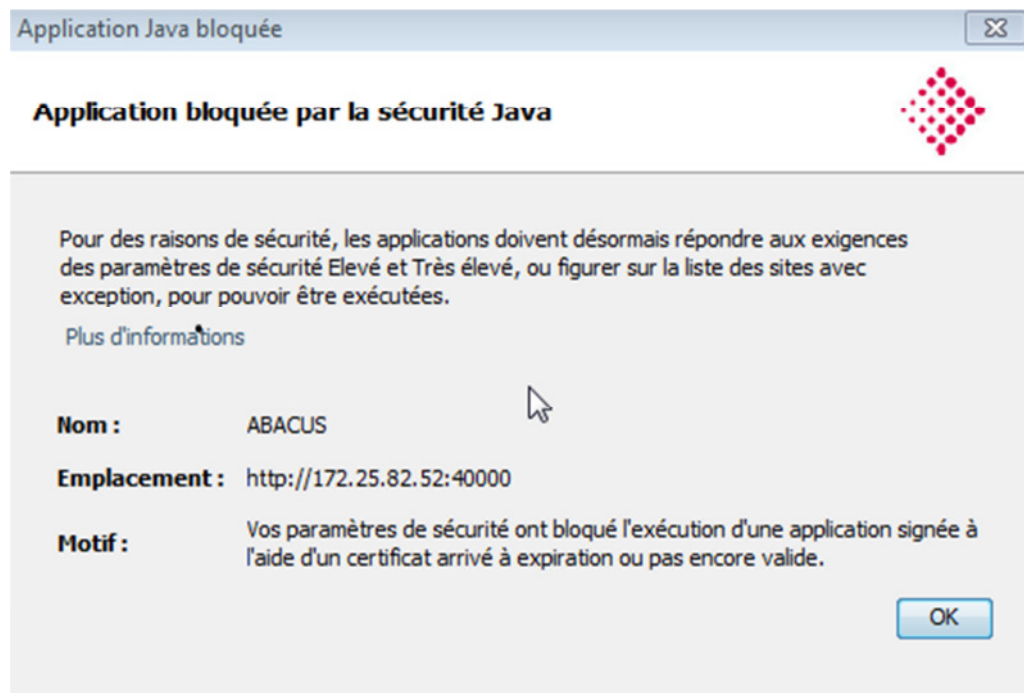 Application Java bloquée
Application bloquée par la sécurité Java
Pour des raisons de sécurité, les applications doivent désormais répondre aux exigences
des paramètres de sécurité Elevé et Très élevé, ou figurer sur la liste des sites avec
exception, pour pouvoir être exécutées.
Plus d'informations
Nom : ABACUS
Emplacement : http://172.25.82.52:40000
Motif : Vos paramètres de sécurité ont bloqué l'exécution d'une application signée à
l'aide d'un certificat arrivé à expiration ou pas encore valide.
OK